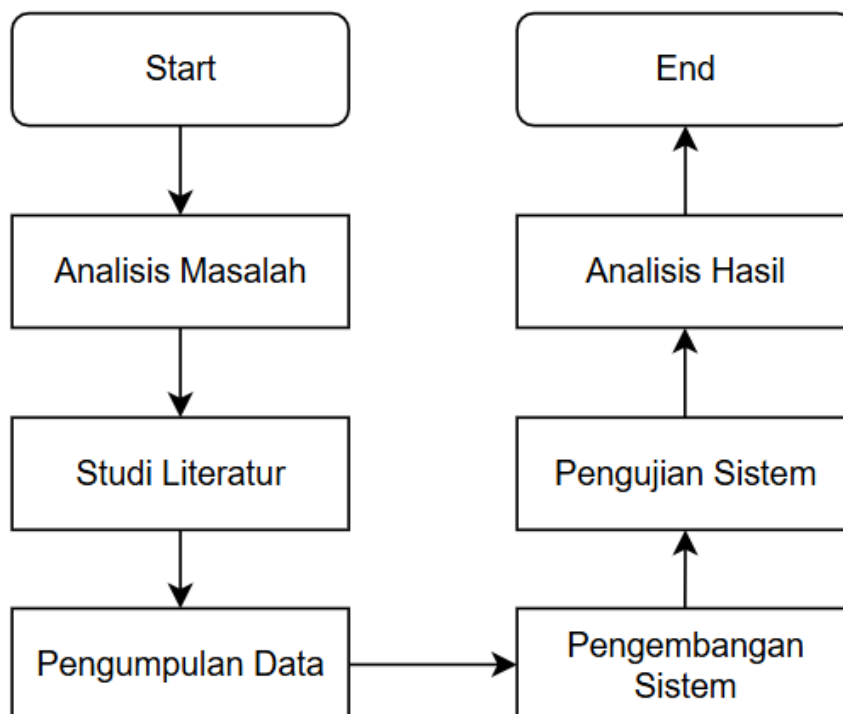 Start
Analisis Masalah
Studi Literatur
Pengumpulan Data
Pengembangan
Sistem
Pengujian Sistem
Analisis Hasil
End